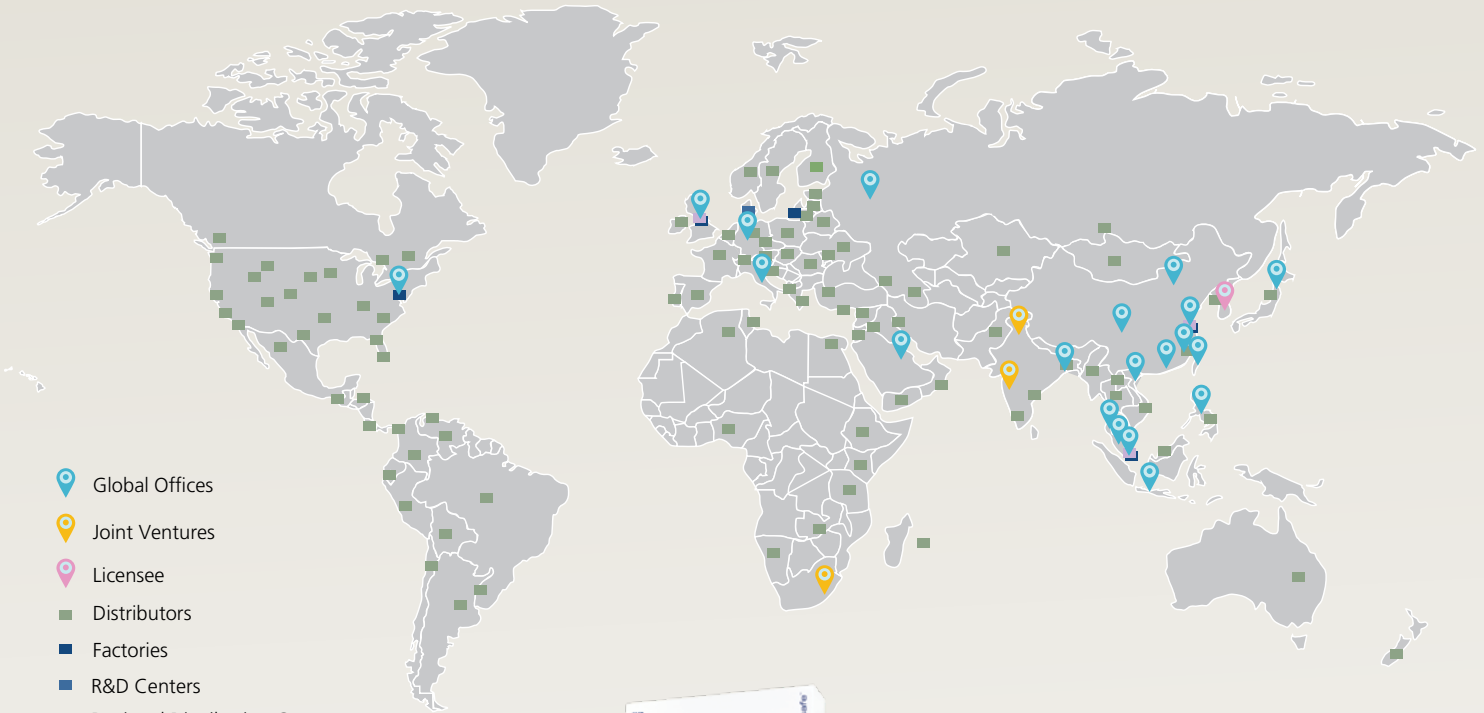 Global Offices
Joint Ventures
Licensee
Distributors
Factories
R&D Centers